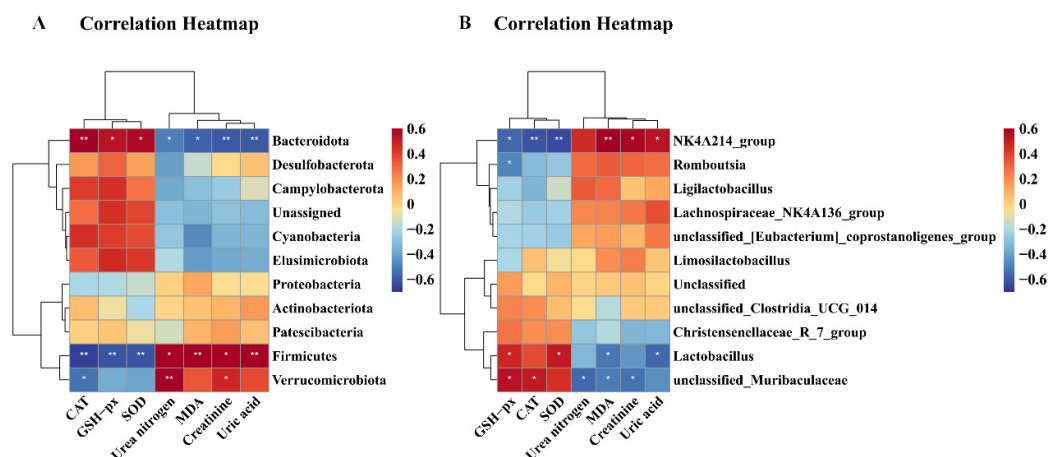 A Correlation Heatmap
** * * * * ** **
Bacteroidota
Desulfobacterota
Campylobacterota
Unassigned
Cyanobacteria
Elusimicrobiota
Proteobacteria
Actinobacteriota
Patescibacteria
** ** ** * ** * **
Firmicutes
* ** *
Verrucomicrobiota
CAT
GSH−px
SOD
Urea nitrogen
MDA
Creatinine
Uric acid
0.6
0.4
0.2
0
−0.2
−0.4
−0.6
B Correlation Heatmap
* ** ** ** * *
NK4A214_group
*
Romboutsia
Ligilactobacillus
Lachnospiraceae_NK4A136_group
unclassified_[Eubacterium]_coprostanoligenes_group
Limosilactobacillus
Unclassified
unclassified_Clostridia_UCG_014
Christensenellaceae_R_7_group
* * * *
Lactobacillus
* * * * *
unclassified_Muribaculaceae
GSH−px
CAT
SOD
Urea nitrogen
MDA
Creatinine
Uric acid
0.6
0.4
0.2
0
−0.2
−0.4
−0.6